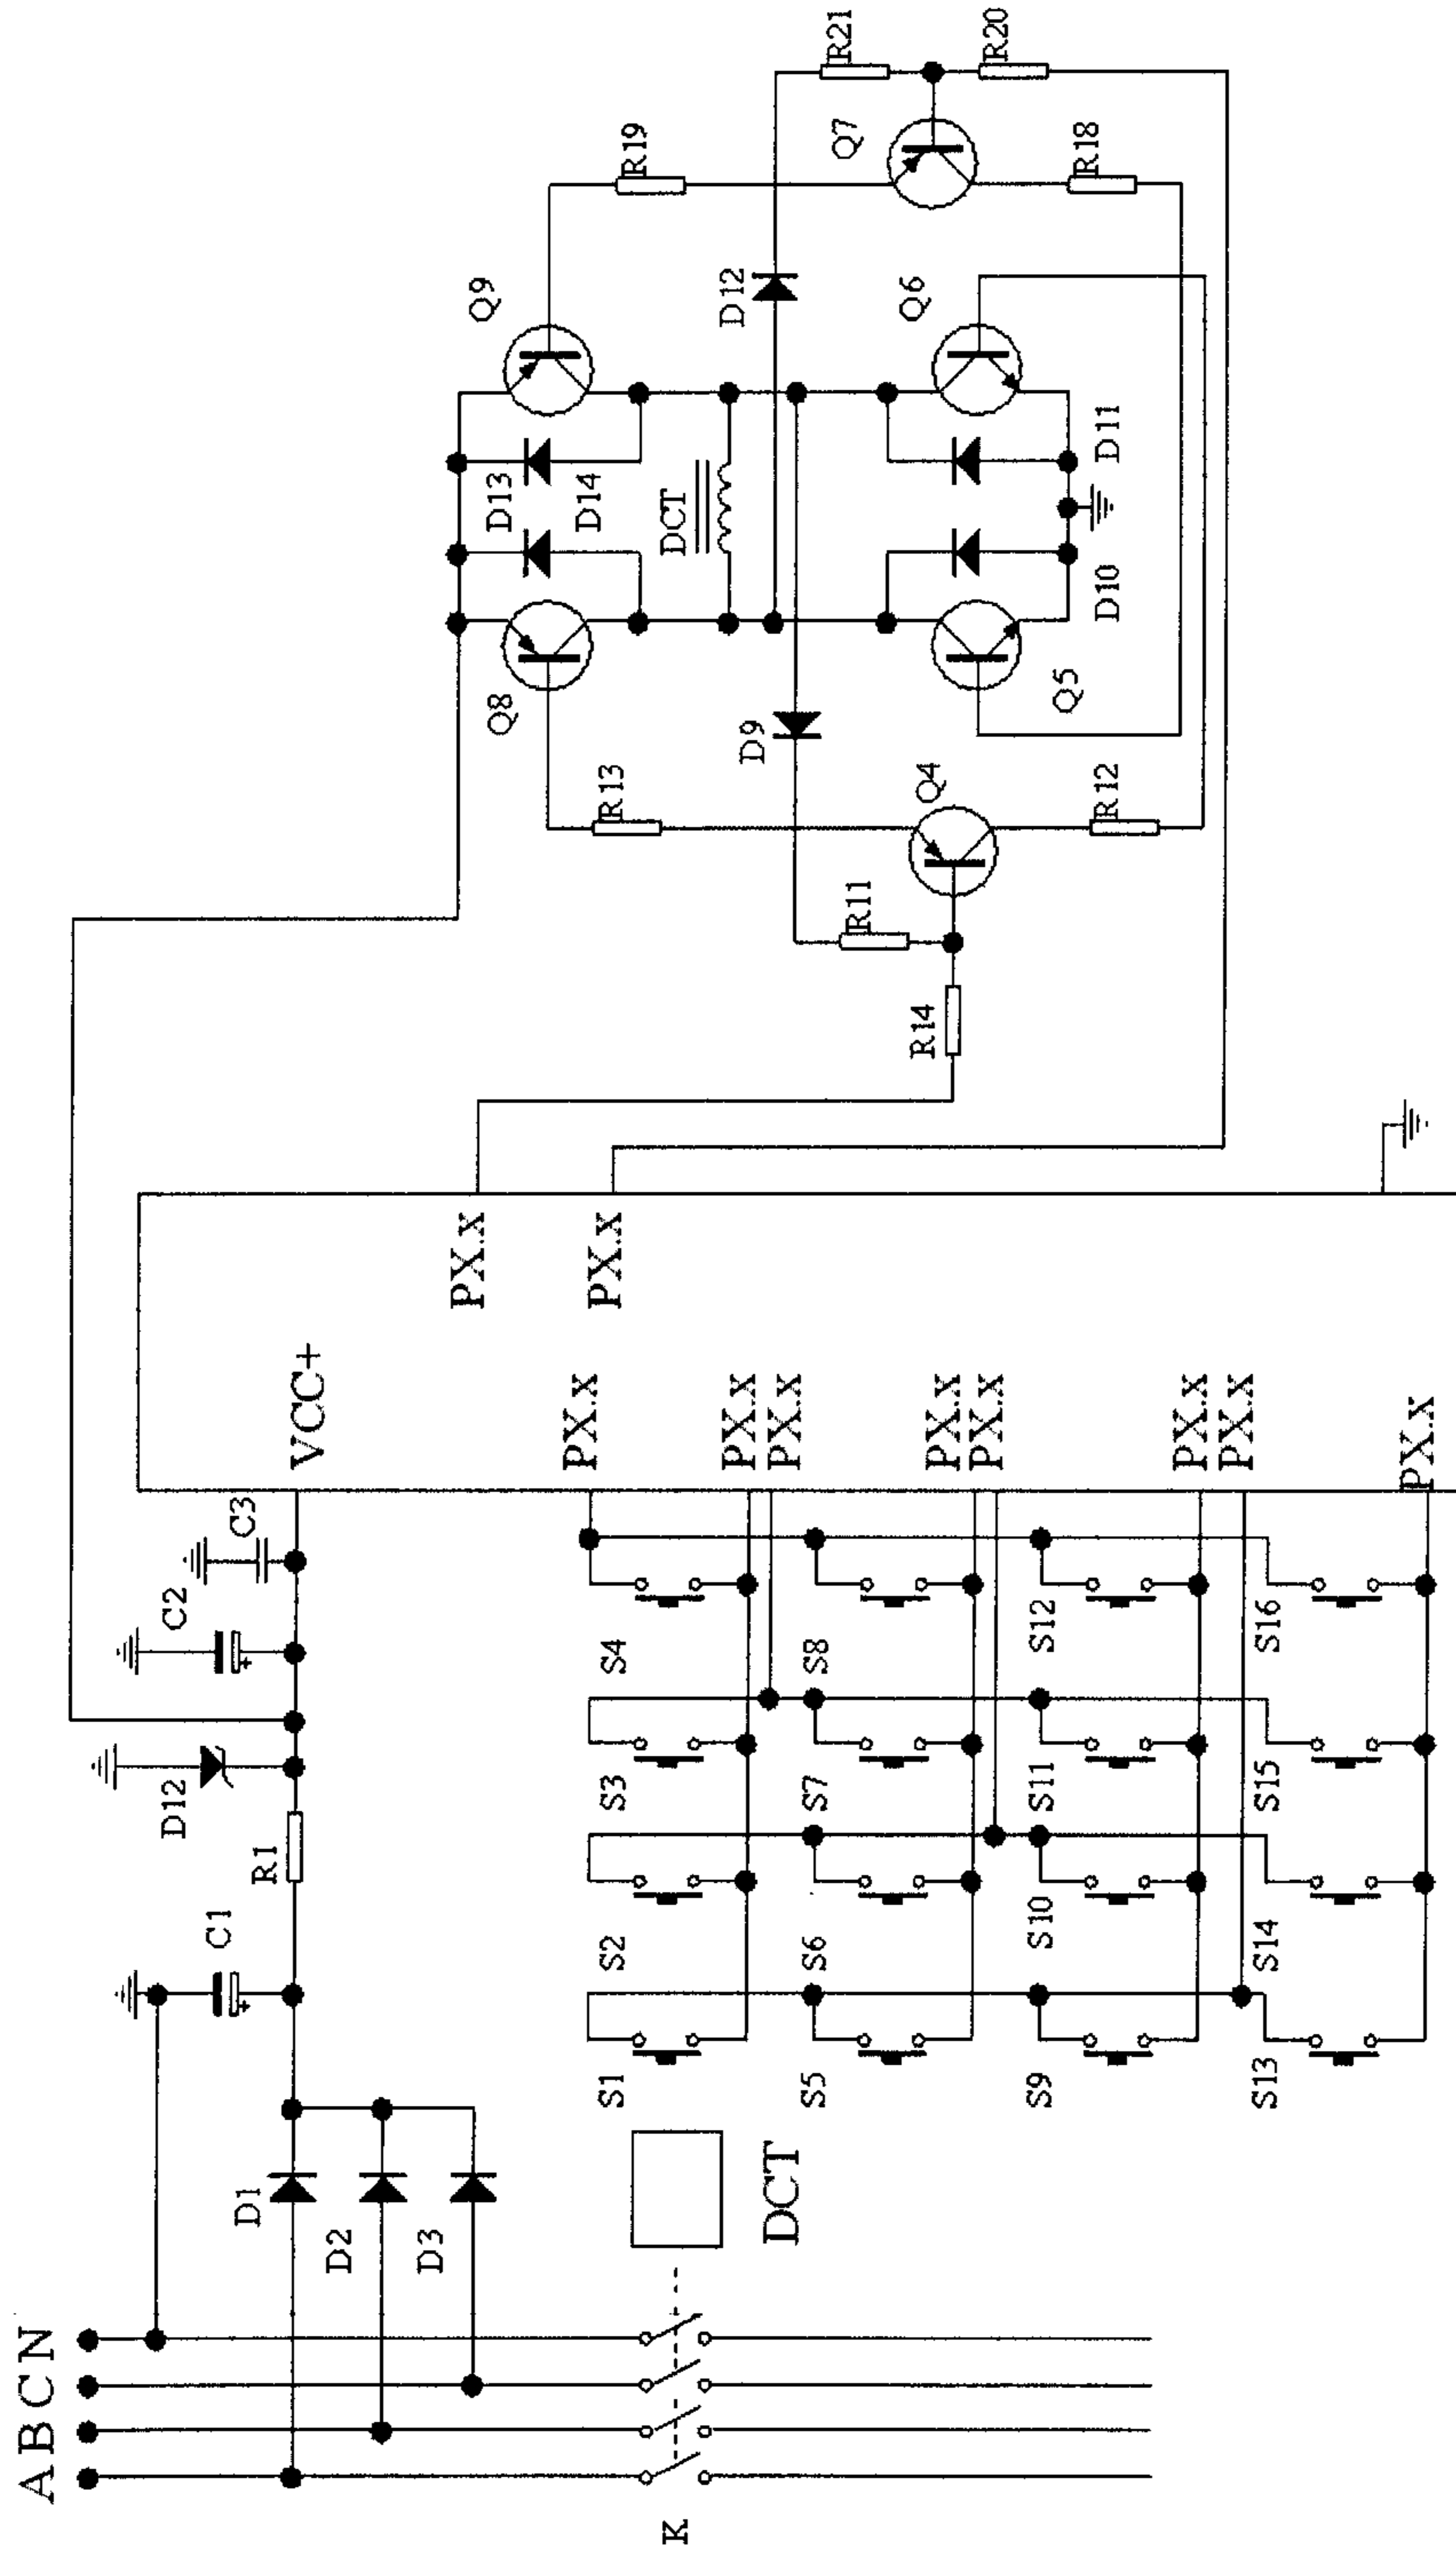 A B C N
K
D1
D2
D3
DCT
C1
R1
D12
C2
C3
VCC+
S1
S2
S3
S4
S5
S6
S7
S8
S9
S10
S11
S12
S13
S14
S15
S16
PX.x
PX.x
PX.x
PX.x
PX.x
PX.x
PX.x
PX.x
PX.x
PX.x
R14
R11
Q4
R13
R12
D9
Q8
Q5
D10
D13
D14
DCT
D11
Q9
Q6
D12
R19
Q7
R18
R21
R20